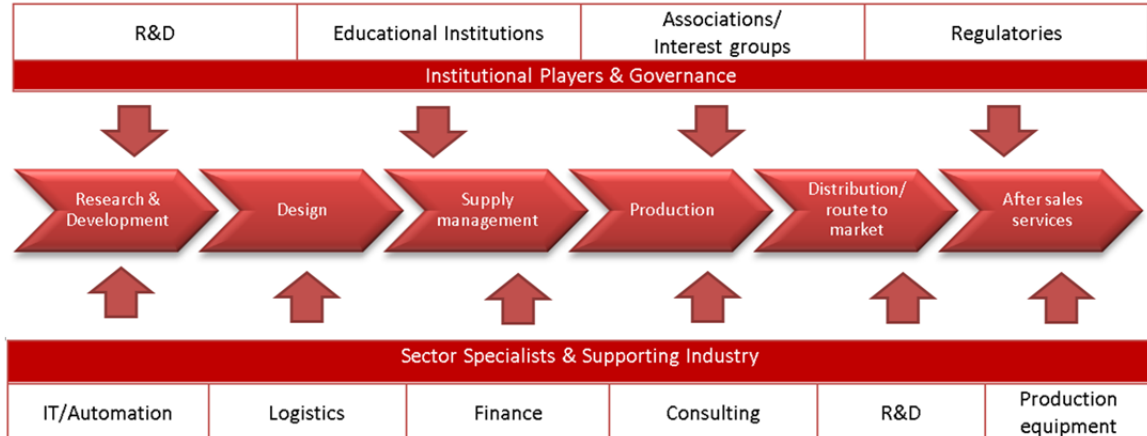 R&D
Educational Institutions
Associations/
Interest groups
Regulatories
Institutional Players & Governance
Research &
Development
Design
Supply
management
Production
Distribution/
route to
market
After sales
services
Sector Specialists & Supporting Industry
IT/Automation
Logistics
Finance
Consulting
R&D
Production
equipment